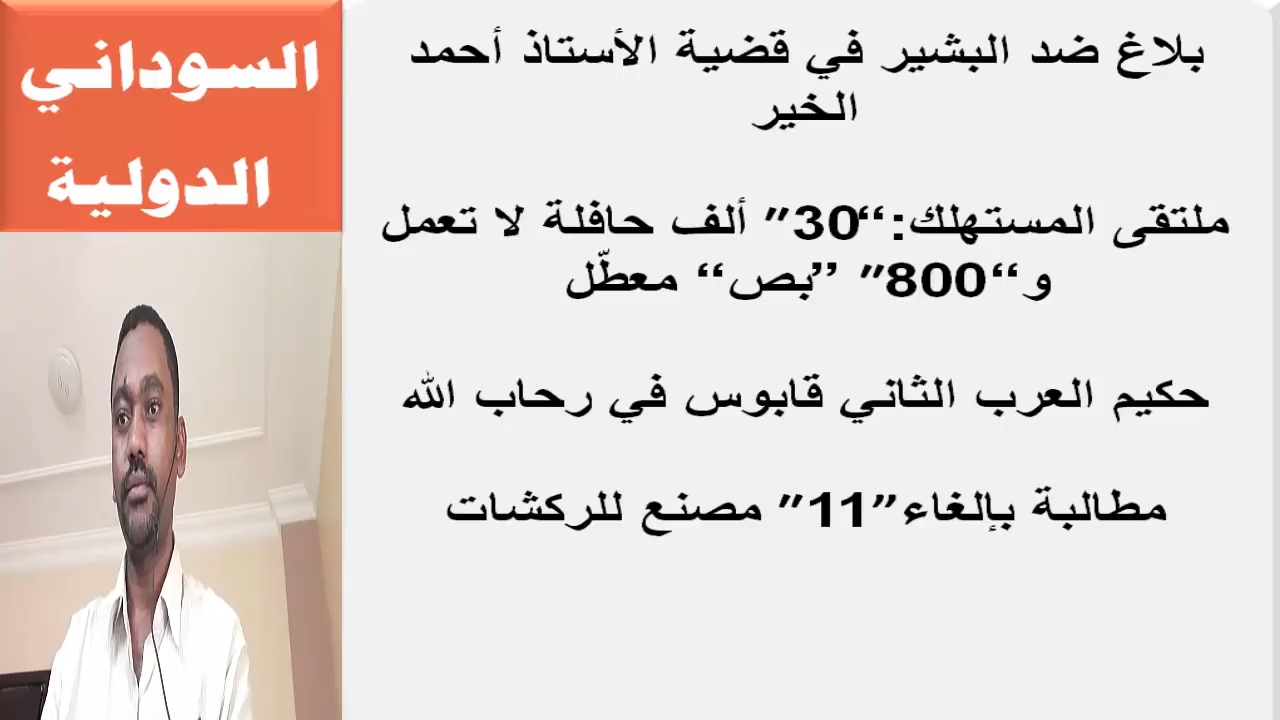 السوداني
الدولية
بلاغ ضد البشير في قضية الأستاذ أحمد
الخير
ملتقى المستهلك:“30” ألف حافلة لا تعمل
و“800” ”بص“ معطّل
حكيم العرب الثاني قابوس في رحاب الله
مطالبة بإلغاء”11” مصنع للركشات